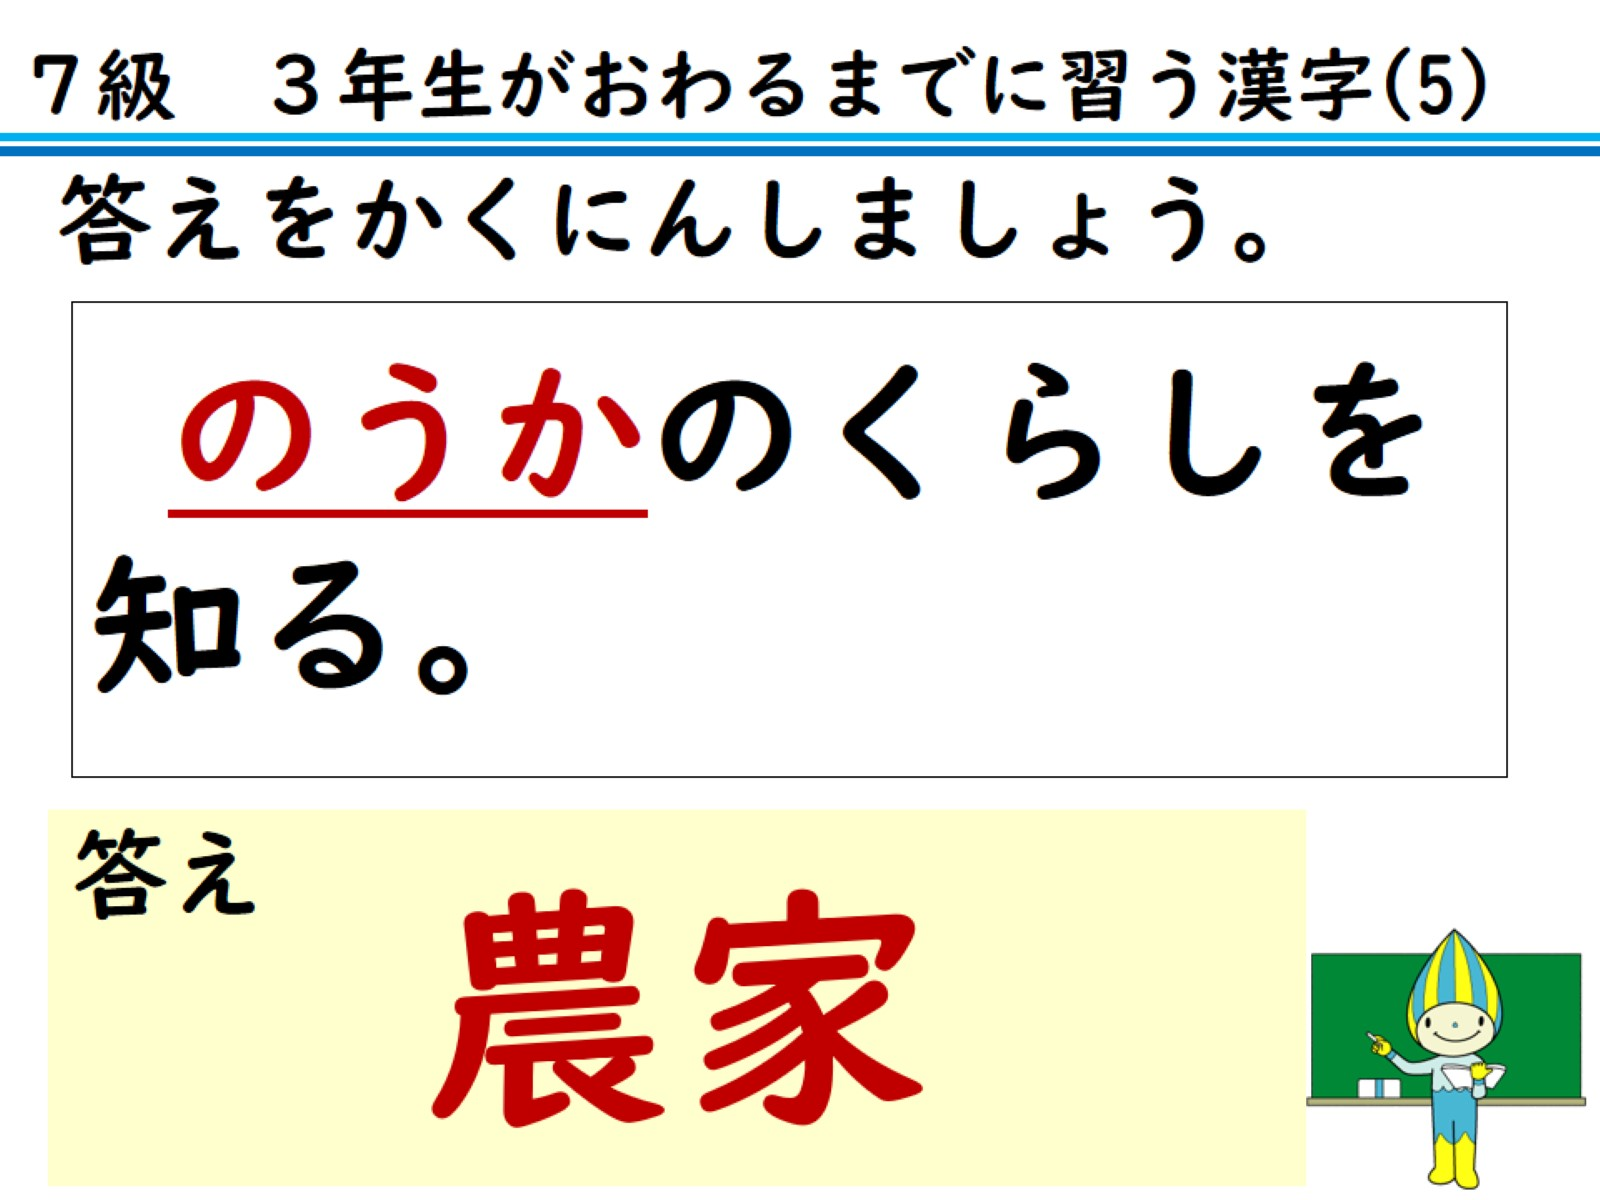 ７級　３年生がおわるまでに習う漢字(5)
答えをかくにんしましょう。
のうかのくらしを
知る。
答え
農家